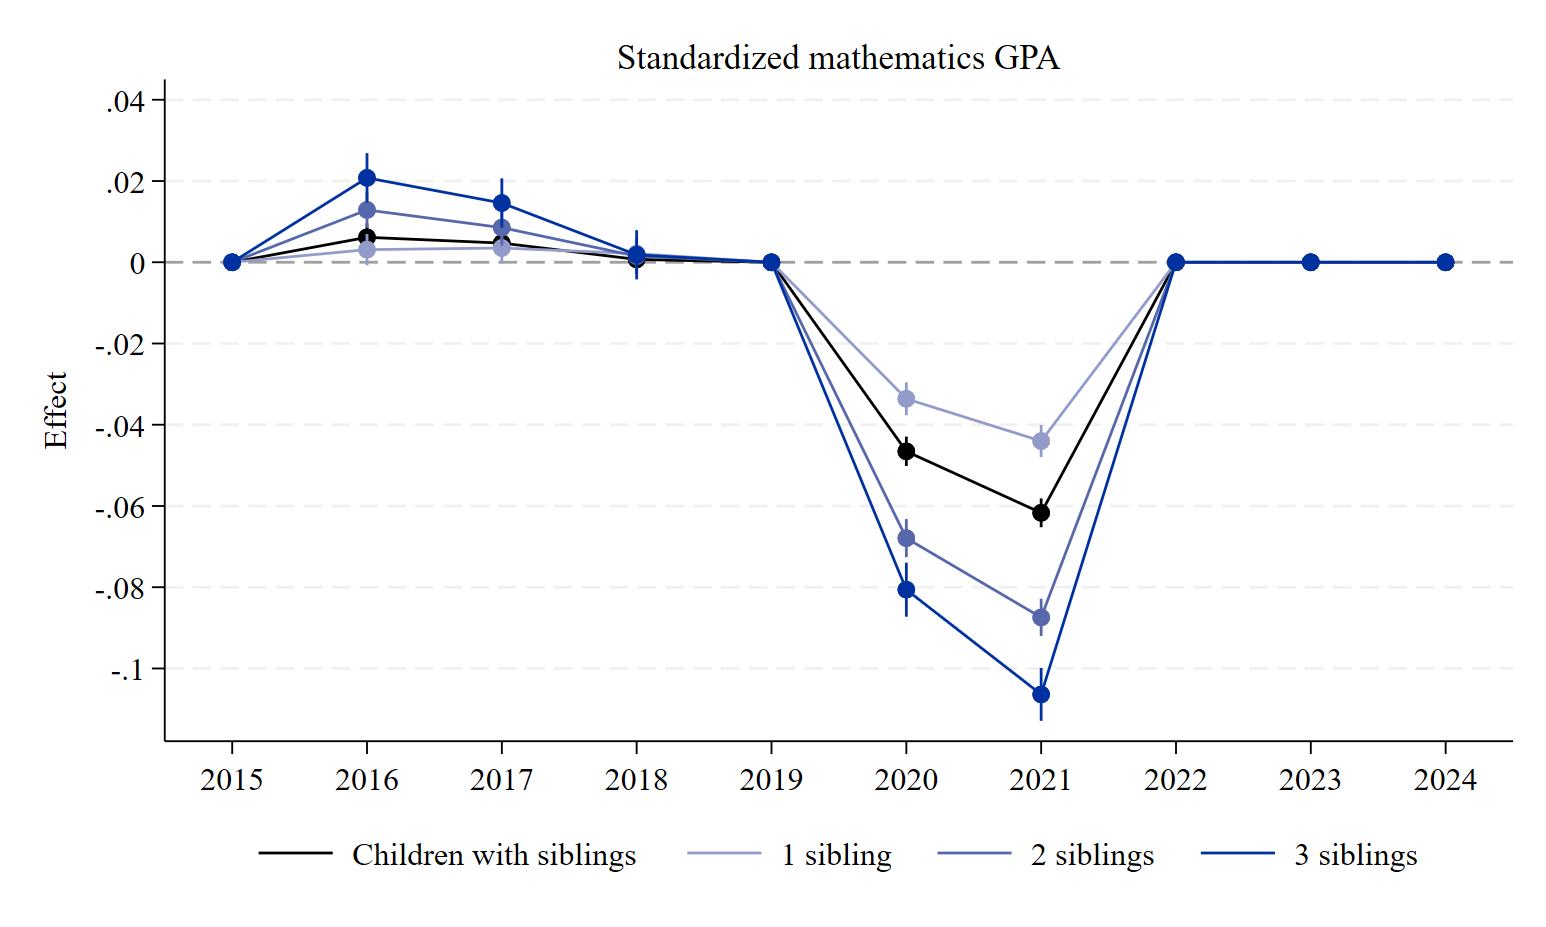 Standardized mathematics GPA
.04
.02
0
-.02
-.04
-.06
-.08
-.1
Effect
2015 2016 2017 2018 2019 2020 2021 2022 2023 2024
Children with siblings 1 sibling 2 siblings 3 siblings